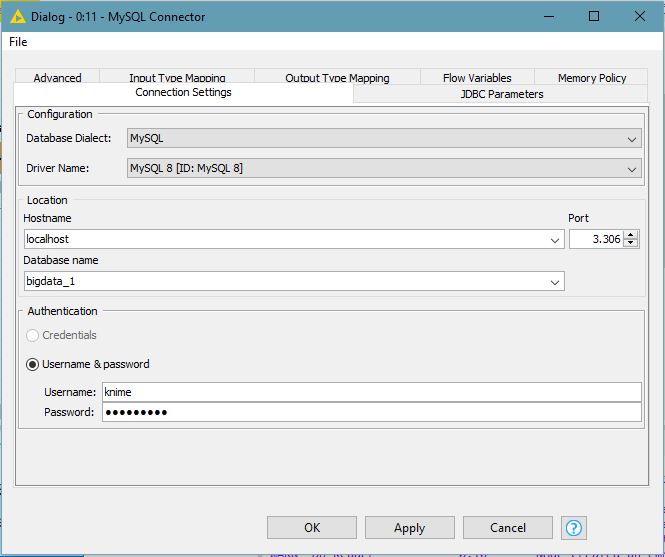 Dialog - 0:11 - MySQL Connector
File
Advanced Input Type Mapping Output Type Mapping Flow Variables Memory Policy
Connection Settings JDBC Parameters
Configuration
Database Dialect: MySQL
Driver Name: MySQL 8 [ID: MySQL 8]
Location
Hostname Port
localhost 3.306
Database name
bigdata_1
Authentication
Credentials
Username & password
Username: knime
Password: ●●●●●●●●●
OK Apply Cancel ?